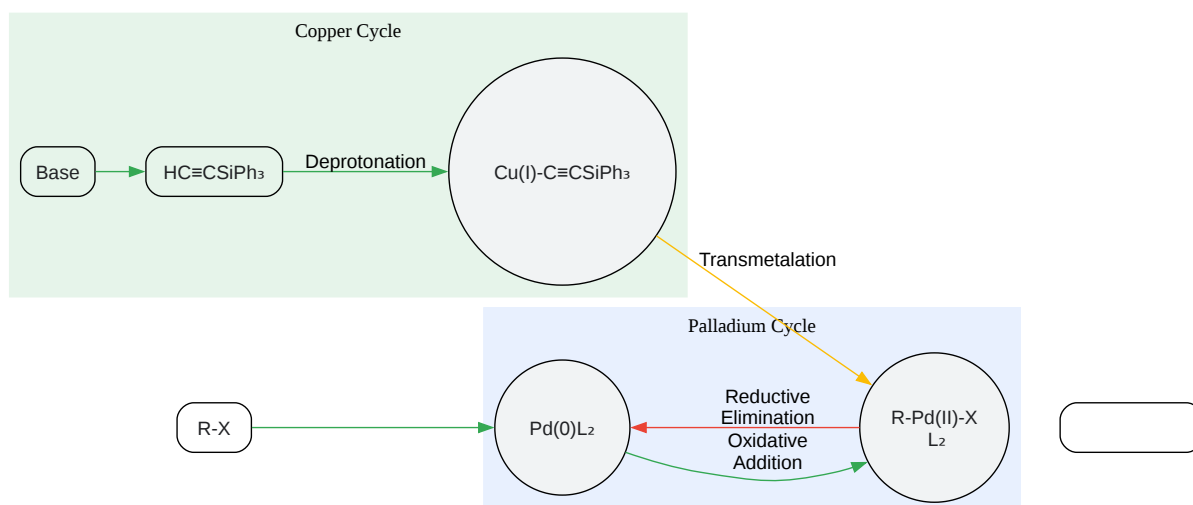 Copper Cycle
Base
HC≡CSiPh₃
Deprotonation
Cu(I)-C≡CSiPh₃
Transmetalation
Palladium Cycle
R-X
Pd(0)L₂
Reductive
Elimination
Oxidative
Addition
R-Pd(II)-X
L₂